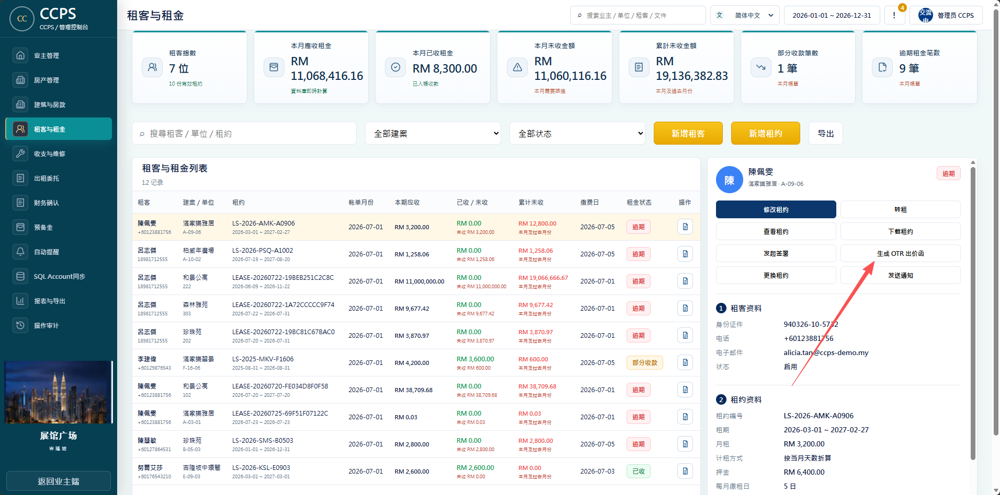 CC
CCPS
CCPS / 管理控制台
业主管理
房产管理
建筑与房款
租客与租金
收支与维修
出租委托
财务确认
预备金
自动提醒
SQL Account同步
报表与导出
操作审计
展馆广场
吉隆坡
返回业主端
租客与租金
搜索业主 / 单位 / 租客 / 文件
文 简体中文
2026-01-01 ~ 2026-12-31
! 4
交流电 管理员 CCPS
租客總數
7 位
10 份有效租約
本月應收租金
RM 11,068,416.16
資料庫即時計算
本月已收租金
RM 8,300.00
已入帳收款
本月未收金額
RM 11,060,116.16
本月需要跟進
累計未收金額
RM 19,136,382.83
本月及過去月份
部分收款筆數
1 筆
本月帳單
逾期租金笔数
9 筆
本月帳單
搜尋租客 / 單位 / 租約
全部建案
全部状态
新增租客
新增租约
导出
租客与租金列表
12 记录
租客 建案 / 单位 租约 帐单月份 本期应收 已收 / 未收 累计未收 缴费日 租金状态 操作
陳佩雯 滿家樂雅居 LS-2026-AMK-A0906 2026-07-01 RM 3,200.00 RM 0.00 RM 12,800.00 2026-07-05 逾期
+60123881756 A-09-06 2026-03-01 ~ 2027-02-27 未收 RM 3,200.00 本月及过去月份
呂志傑 柏威年廣場 LS-2026-PSQ-A1002 2026-07-01 RM 1,258.06 RM 0.00 RM 1,258.06 2026-07-05 逾期
18981712555 A-10-02 2026-07-19 ~ 2027-08-20 未收 RM 1,258.06 本月及过去月份
呂志傑 和景公寓 LEASE-20260722-19BEB251C2C8C 2026-07-01 RM 11,000,000.00 RM 0.00 RM 19,066,666.67 2026-07-01 逾期
18981712555 222 2026-06-09 ~ 2026-11-22 未收 RM 11,000,000.00 本月及过去月份
呂志傑 森林雅苑 LEASE-20260722-1A72CCCCC9F74 2026-07-01 RM 9,677.42 RM 0.00 RM 9,677.42 2026-07-01 逾期
18981712555 303 2026-07-22 ~ 2026-07-31 未收 RM 9,677.42 本月及过去月份
呂志傑 珍珠苑 LEASE-20260722-19BC81C67BAC0 2026-07-01 RM 3,870.97 RM 0.00 RM 3,870.97 2026-07-01 逾期
18981712555 202 2026-07-20 ~ 2026-07-31 未收 RM 3,870.97 本月及过去月份
李建偉 滿家樂翠景 LS-2025-MKV-F1606 2026-07-01 RM 4,200.00 RM 3,600.00 RM 600.00 2026-07-05 部分收款
+60129876543 F-16-06 2025-08-31 ~ 2026-08-31 未收 RM 600.00 本月及过去月份
陳佩雯 和景公寓 LEASE-20260720-FE034D8F0F58 2026-07-01 RM 38,709.68 RM 0.00 RM 38,709.68 2026-07-01 逾期
+60123881756 102 2026-07-20 ~ 2027-07-20 未收 RM 38,709.68 本月及过去月份
陳佩雯 滿家樂雅居 LEASE-20260725-69F51F07122C 2026-07-01 RM 0.03 RM 0.00 RM 0.03 2026-07-01 逾期
+60123881756 A-03-01 2026-07-23 ~ 2026-07-23 未收 RM 0.03 本月及过去月份
陳慧敏 珍珠苑 LS-2026-SMS-B0503 2026-07-01 RM 2,800.00 RM 0.00 RM 2,800.00 2026-07-05 逾期
+60127864531 B-05-03 2026-01-01 ~ 2026-12-31 未收 RM 2,800.00 本月及过去月份
努爾艾莎 吉隆坡中環閣 LS-2026-KSL-E0903 2026-07-01 RM 2,600.00 RM 2,600.00 RM 0.00 2026-07-03 已收
+60176543210 E-09-03 2026-03-01 ~ 2027-03-01 未收 RM 0.00 本月及过去月份
陳
陳佩雯
滿家樂雅居 · A-09-06
逾期
修改租约 转租
查看租约 下载租约
发起签署 生成 OTR 出价函
更换租约 发送通知
1 租客资料
身份证件 940326-10-5732
电话 +60123881756
电子邮件 alicia.tan@ccps-demo.my
状态 启用
2 租约资料
租约编号 LS-2026-AMK-A0906
租期 2026-03-01 ~ 2027-02-27
月租 RM 3,200.00
计租方式 按当月天数折算
押金 RM 6,400.00
每月缴租日 5 日